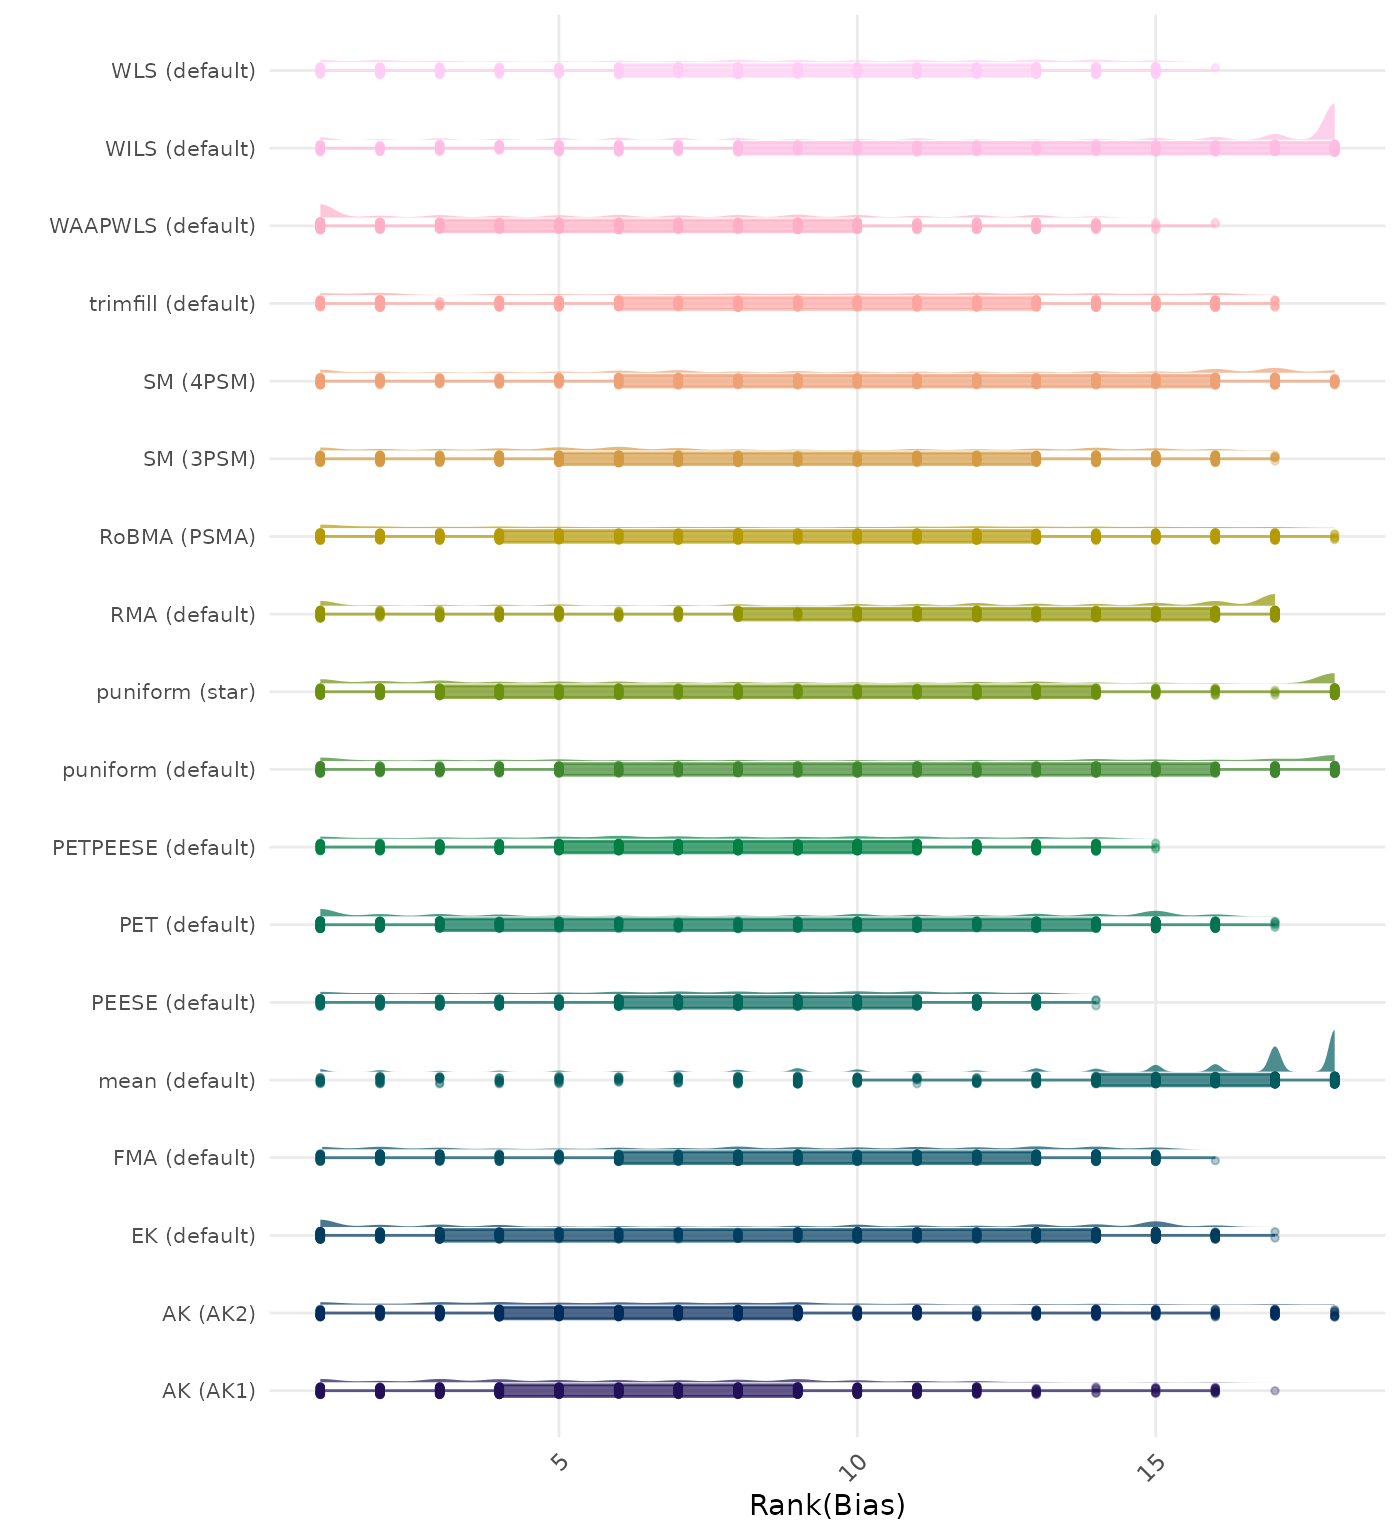 WLS (default)
WILS (default)
WAAPWLS (default)
trimfill (default)
SM (4PSM)
SM (3PSM)
RoBMA (PSMA)
RMA (default)
puniform (star)
puniform (default)
PETPEESE (default)
PET (default)
PEESE (default)
mean (default)
FMA (default)
EK (default)
AK (AK2)
AK (AK1)
5 10 15
Rank(Bias)